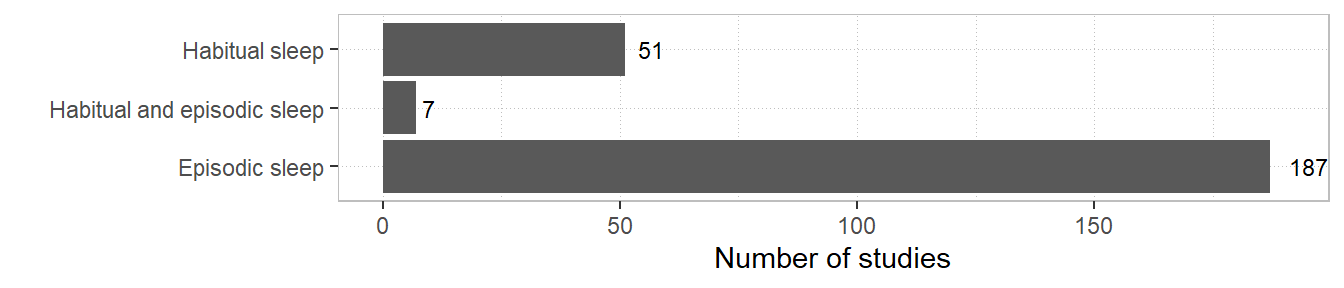 Habitual sleep
51
Habitual and episodic sleep
7
Episodic sleep
187
0 50 100 150
Number of studies